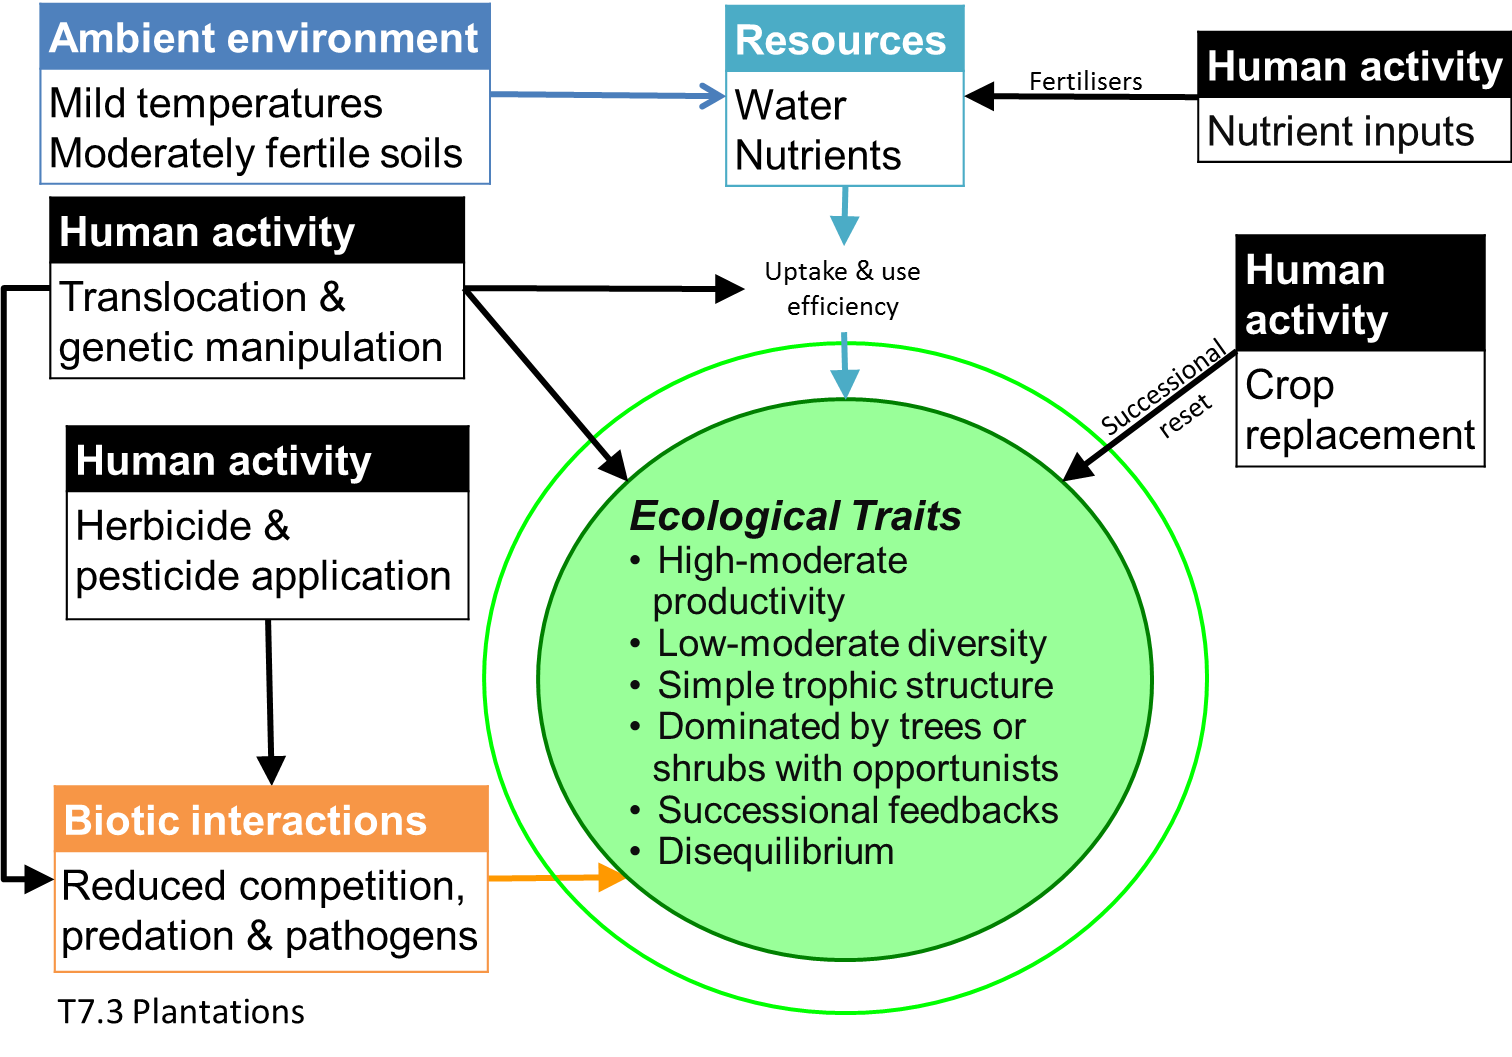 Ambient environment
Mild temperatures
Moderately fertile soils
Resources
Water
Nutrients
Fertilisers
Human activity
Nutrient inputs
Human activity
Translocation &
genetic manipulation
Uptake & use
efficiency
Human
activity
Crop
replacement
Successional
reset
Human activity
Herbicide &
pesticide application
Ecological Traits
• High-moderate
productivity
• Low-moderate diversity
• Simple trophic structure
• Dominated by trees or
shrubs with opportunists
• Successional feedbacks
• Disequilibrium
Biotic interactions
Reduced competition,
predation & pathogens
T7.3 Plantations